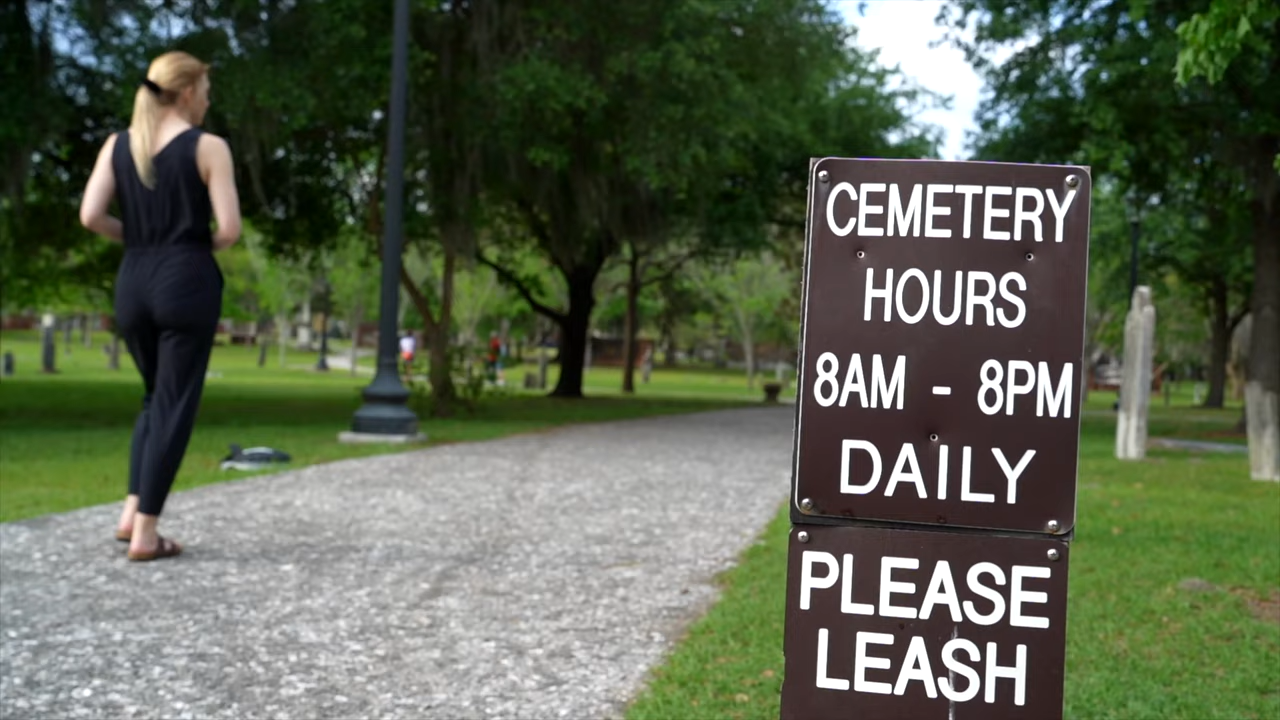 CEMETERY
HOURS
8AM - 8PM
DAILY
PLEASE
LEASH